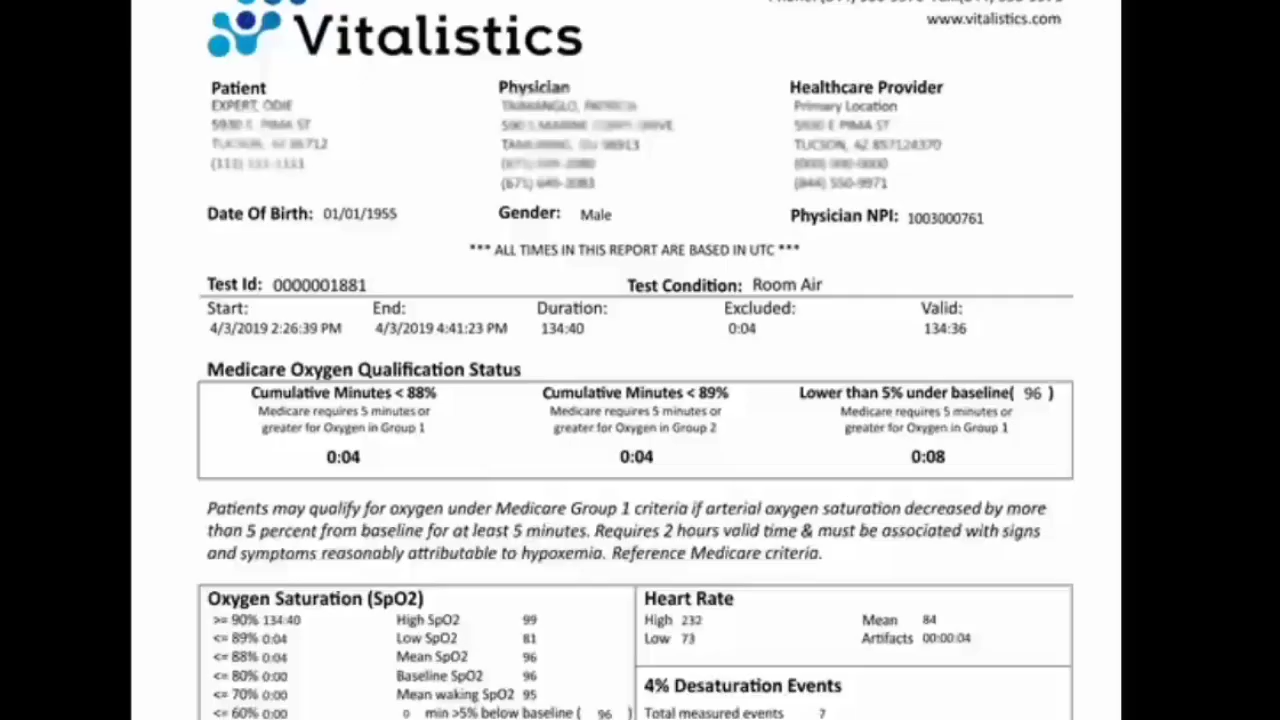 Vitalistics
www.vitalistics.com
Patient
EXPERT, ODIE
Physician
Healthcare Provider
Primary Location
TUCSON, AZ
(844) 550-9971
Date Of Birth: 01/01/1955
Gender: Male
Physician NPI: 1003000761
*** ALL TIMES IN THIS REPORT ARE BASED IN UTC ***
Test Id: 0000001881 Test Condition: Room Air
Start: End: Duration: Excluded: Valid:
4/3/2019 2:26:39 PM 4/3/2019 4:41:23 PM 134:40 0:04 134:36
Medicare Oxygen Qualification Status
Cumulative Minutes < 88%
Medicare requires 5 minutes or
greater for Oxygen in Group 1
0:04
Cumulative Minutes < 89%
Medicare requires 5 minutes or
greater for Oxygen in Group 2
0:04
Lower than 5% under baseline( 96 )
Medicare requires 5 minutes or
greater for Oxygen in Group 1
0:08
Patients may qualify for oxygen under Medicare Group 1 criteria if arterial oxygen saturation decreased by more
than 5 percent from baseline for at least 5 minutes. Requires 2 hours valid time & must be associated with signs
and symptoms reasonably attributable to hypoxemia. Reference Medicare criteria.
Oxygen Saturation (SpO2)
>= 90% 134:40 High SpO2 99
<= 89% 0:04 Low SpO2 81
<= 88% 0:04 Mean SpO2 96
<= 80% 0:00 Baseline SpO2 96
<= 70% 0:00 Mean waking SpO2 95
<= 60% 0:00 0 min >5% below baseline ( 96 )
Heart Rate
High 232 Mean 84
Low 73 Artifacts 00:00:04
4% Desaturation Events
Total measured events 7